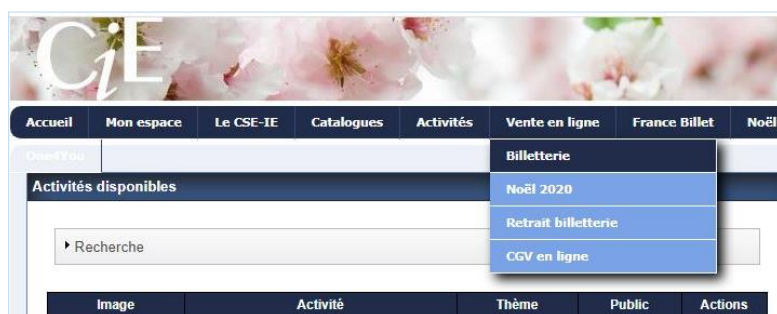 CiE
Accueil Mon espace Le CSE-IE Catalogues Activités Vente en ligne France Billet Noël
One4You Billetterie
Activités disponibles Noël 2020
Retrait billetterie
Recherche
CGV en ligne
Image Activité Thème Public Actions